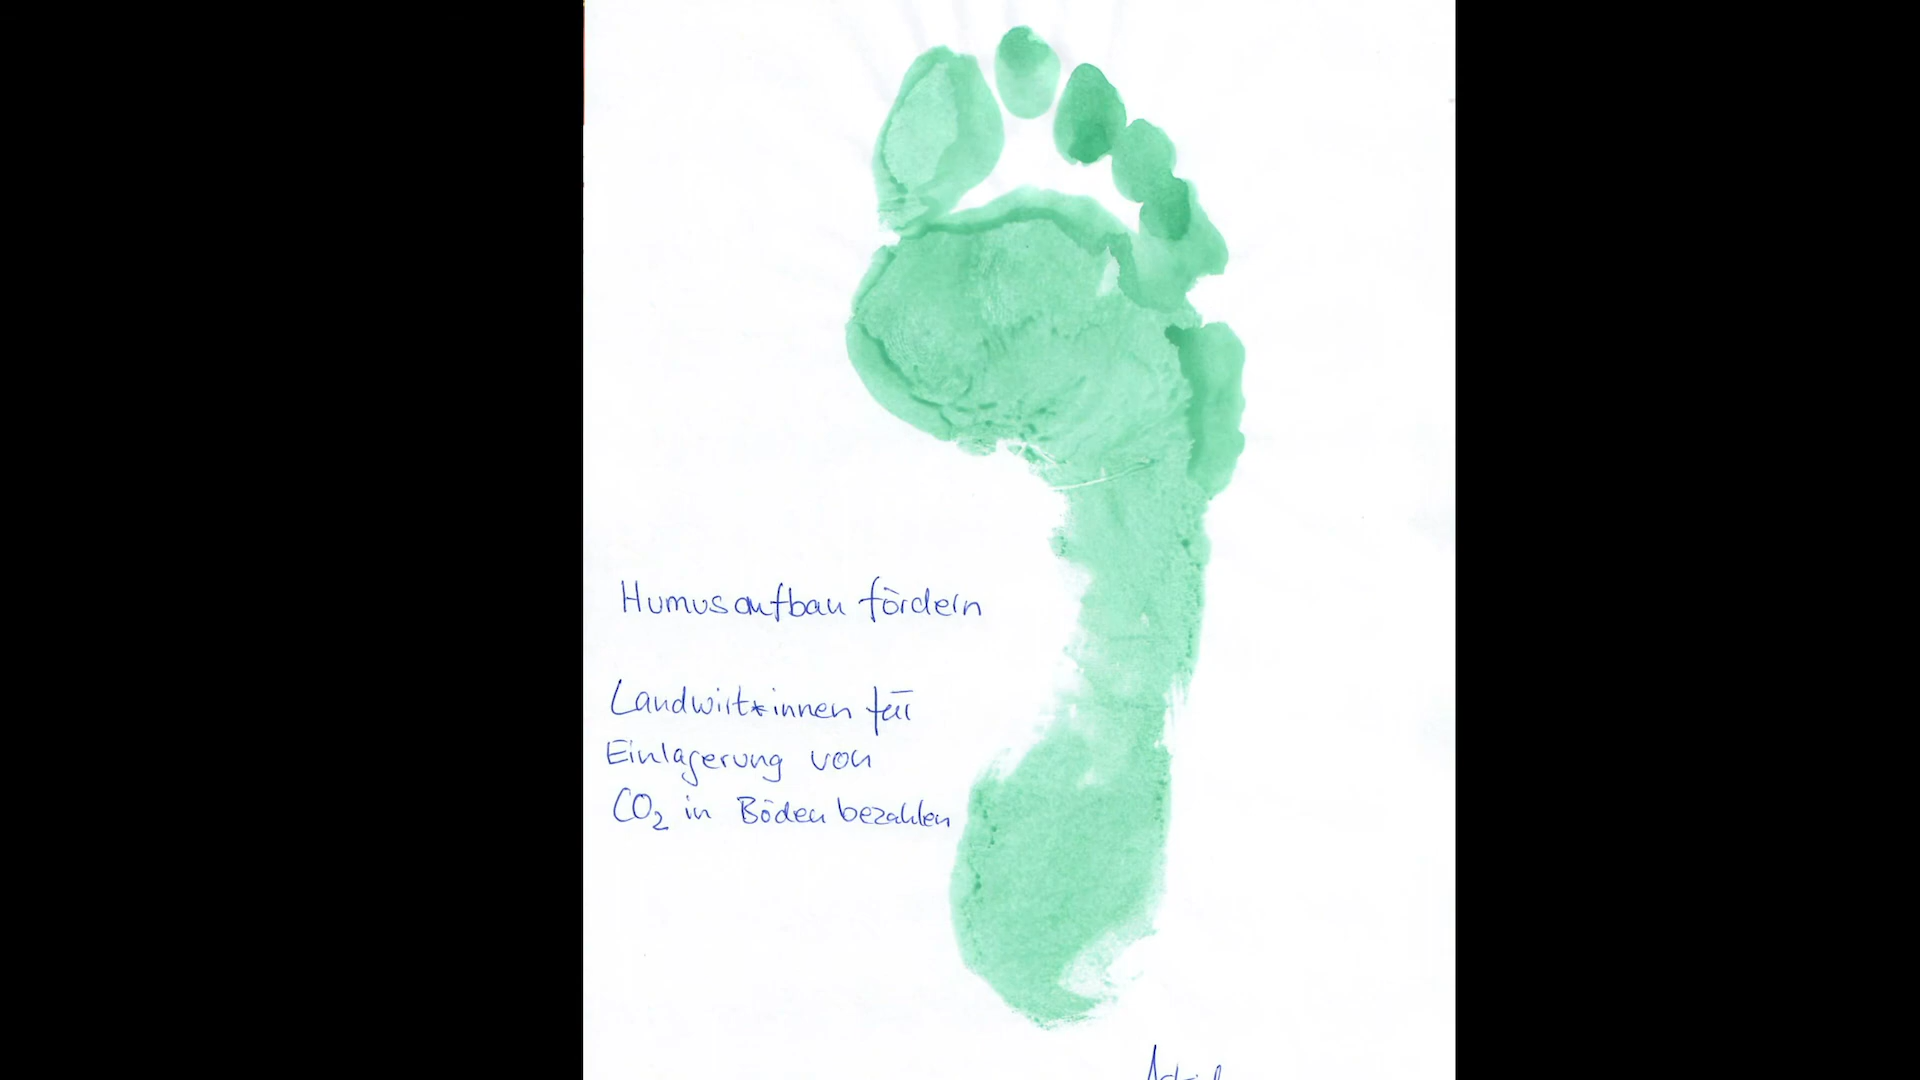 Humusaufbau fördern
Landwirt*innen für
Einlagerung von
CO₂ in Böden bezahlen